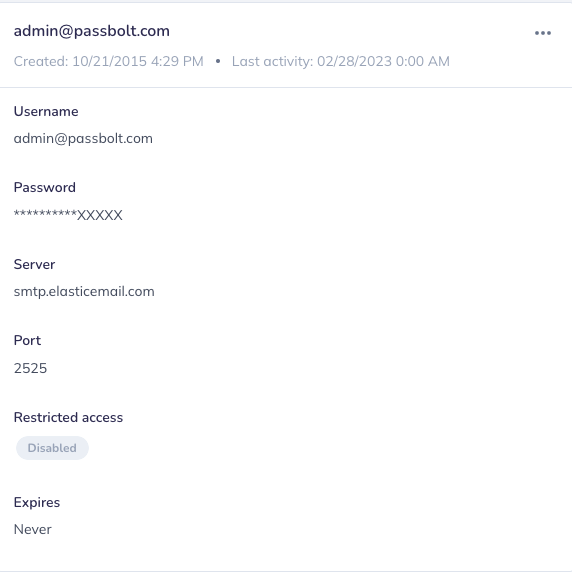 admin@passbolt.com
Created: 10/21/2015 4:29 PM • Last activity: 02/28/2023 0:00 AM
Username
admin@passbolt.com
Password
**********XXXXX
Server
smtp.elasticemail.com
Port
2525
Restricted access
Disabled
Expires
Never